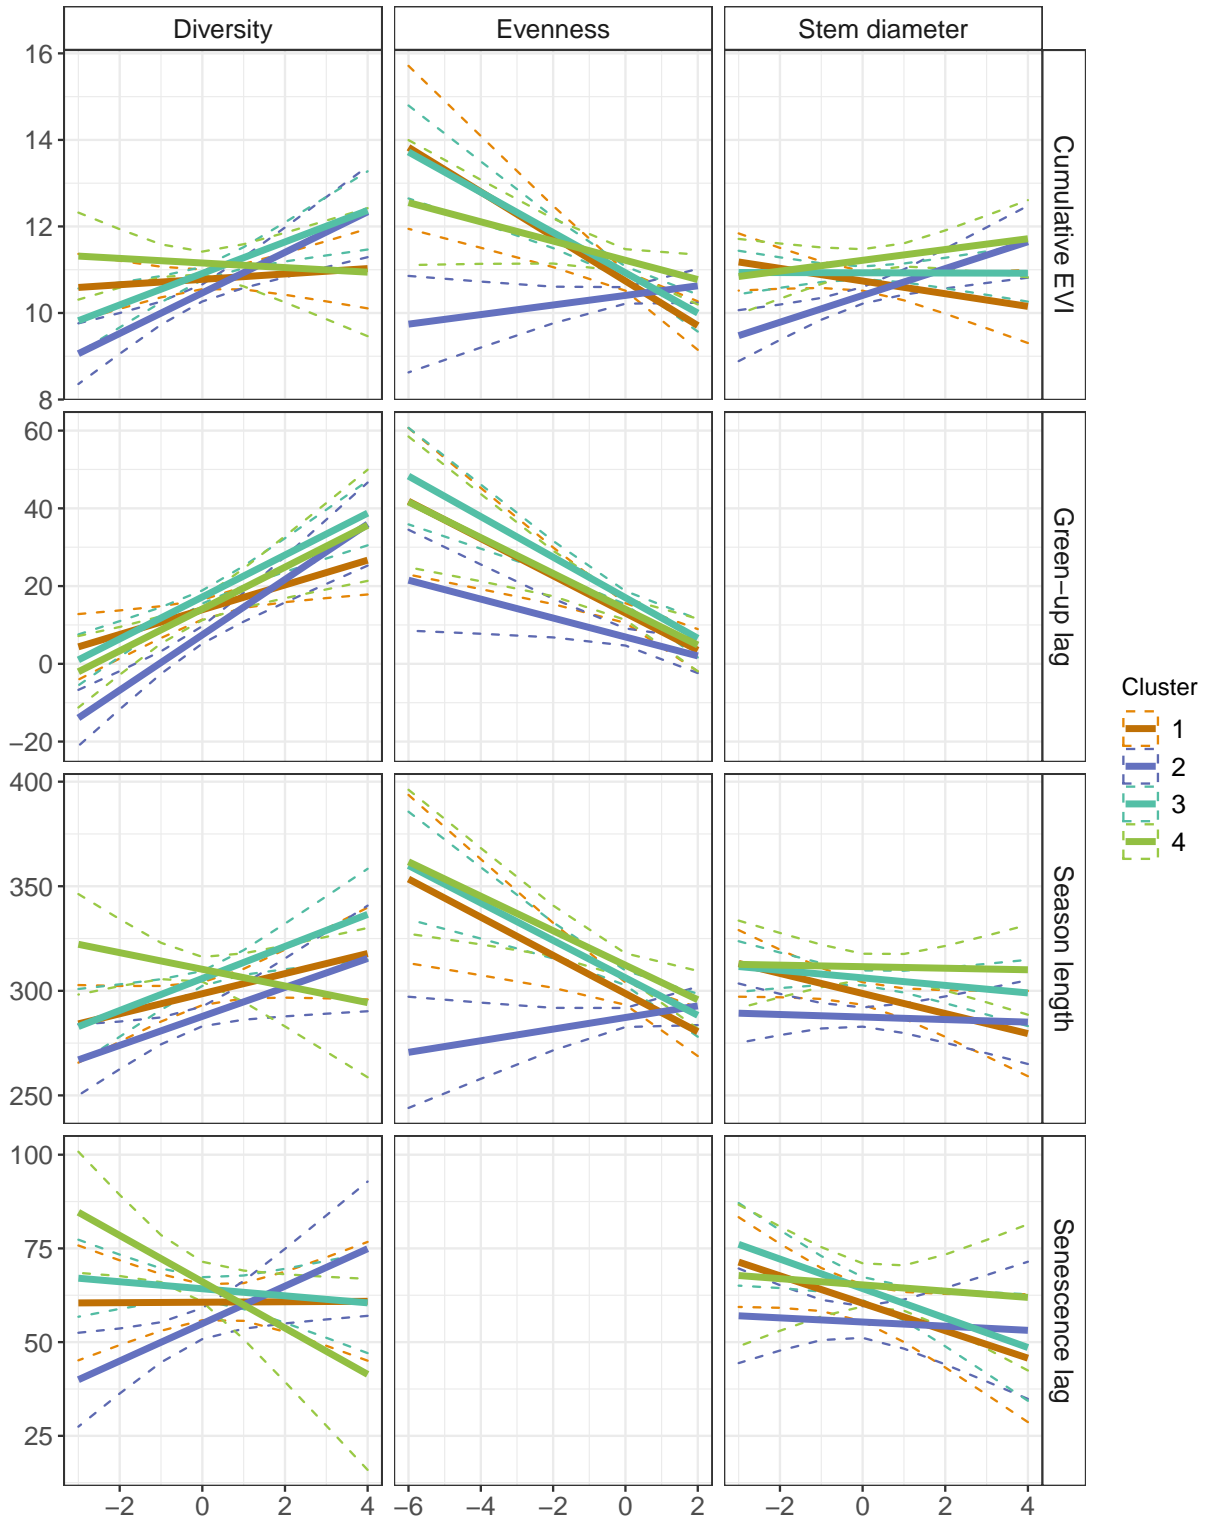 Diversity
Evenness
Stem diameter
16
14
12
10
8
Cumulative EVI
60
40
20
0
−20
Green−up lag
400
350
300
250
Season length
100
75
50
25
Senescence lag
−2 0 2 4
−6 −4 −2 0 2
−2 0 2 4
Cluster
1
2
3
4